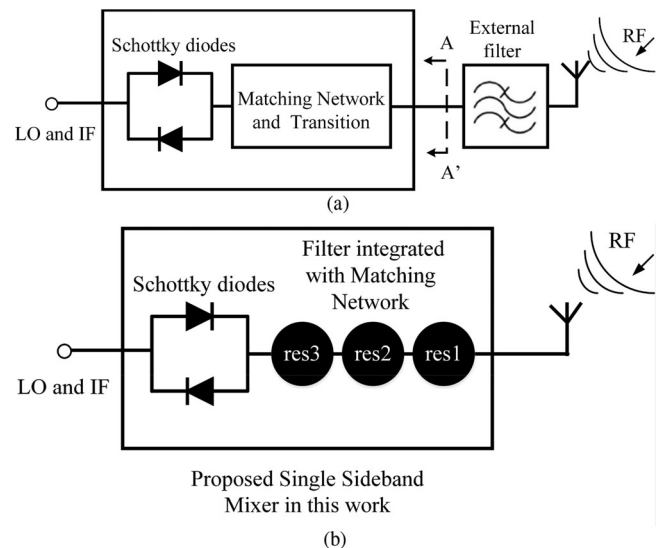 (a)
Schottky diodes
LO and IF
Matching Network
and Transition
A
A'
External
filter
RF
(a)
Schottky diodes
Filter integrated
with Matching
Network
res3
res2
res1
RF
LO and IF
Proposed Single Sideband
Mixer in this work
(b)